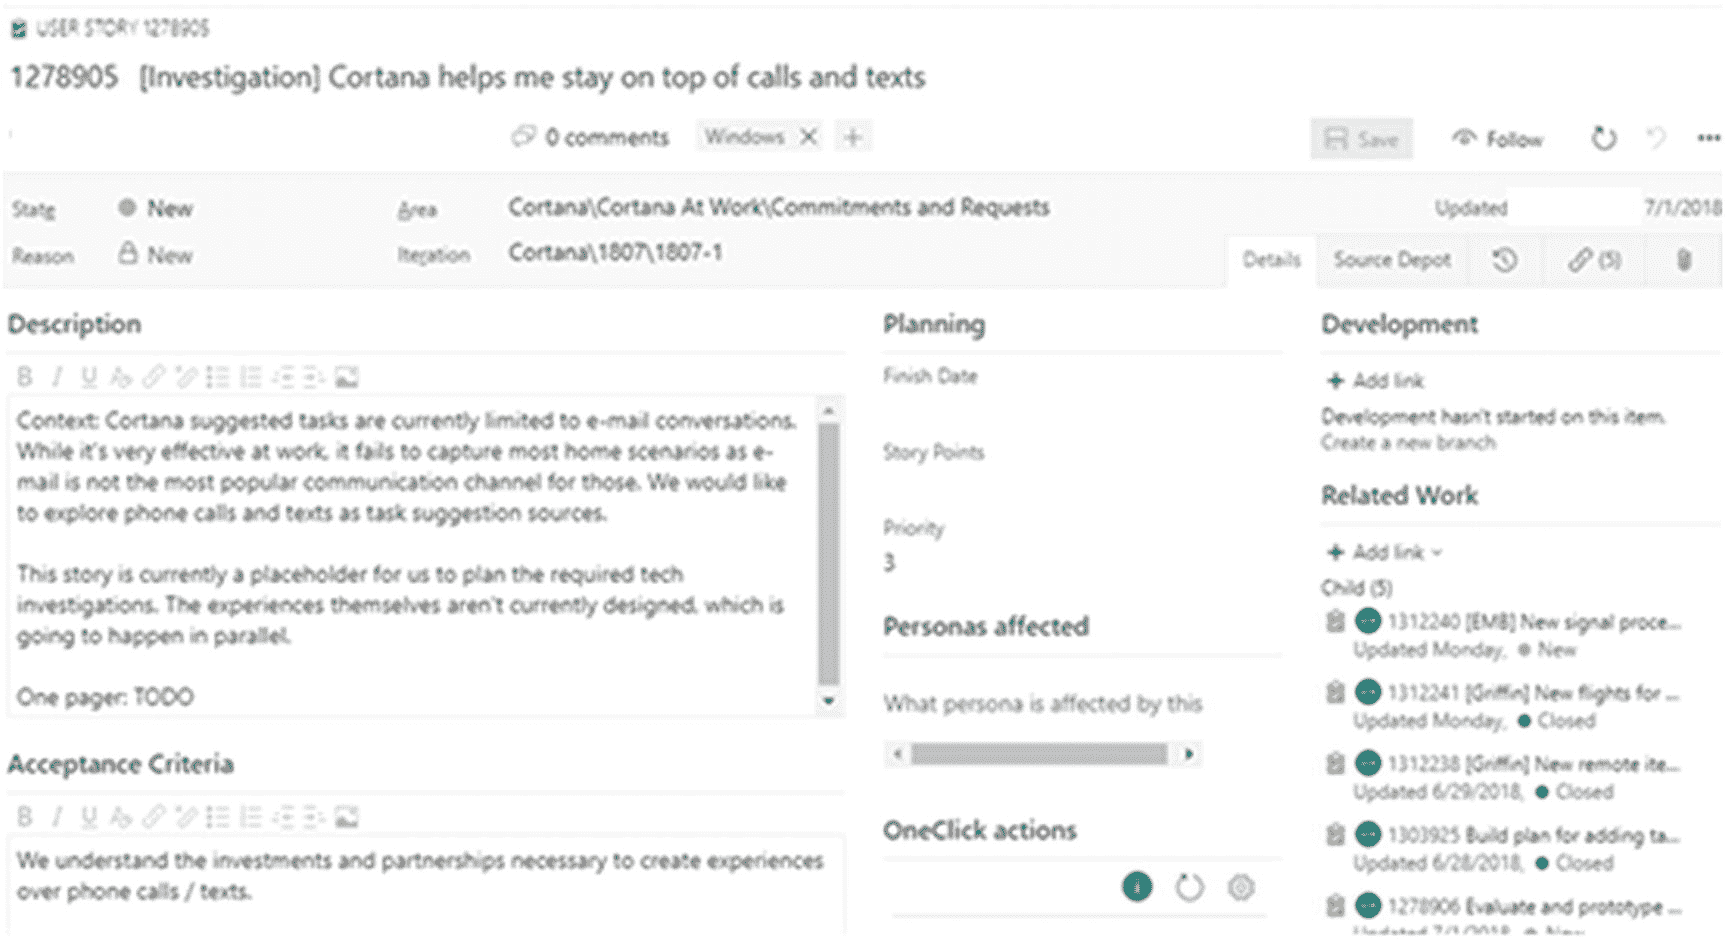 USER STORY 1278905
1278905 [Investigation] Cortana helps me stay on top of calls and texts
0 comments Windows
Save Follow
State New Area Cortana\Cortana At Work\Commitments and Requests Updated 7/1/2018
Reason New Iteration Cortana\1807\1807-1
Details Source Depot (5)
Description
B I U
Context: Cortana suggested tasks are currently limited to e-mail conversations.
While it's very effective at work, it fails to capture most home scenarios as e-
mail is not the most popular communication channel for those. We would like
to explore phone calls and texts as task suggestion sources.
This story is currently a placeholder for us to plan the required tech
investigations. The experiences themselves aren't currently designed, which is
going to happen in parallel.
One pager: TODO
Acceptance Criteria
B I U
We understand the investments and partnerships necessary to create experiences
over phone calls / texts.
Planning
Finish Date
Story Points
Priority
3
Personas affected
What persona is affected by this
OneClick actions
Development
+ Add link
Development hasn't started on this item.
Create a new branch
Related Work
+ Add link
Child (5)
1312240 [EMB] New signal proce...
Updated Monday, New
1312241 [Griffin] New flights for ...
Updated Monday, Closed
1312238 [Griffin] New remote ite...
Updated 6/29/2018, Closed
1303925 Build plan for adding ta...
Updated 6/28/2018, Closed
1278906 Evaluate and prototype ...
Updated 7/1/2018, New